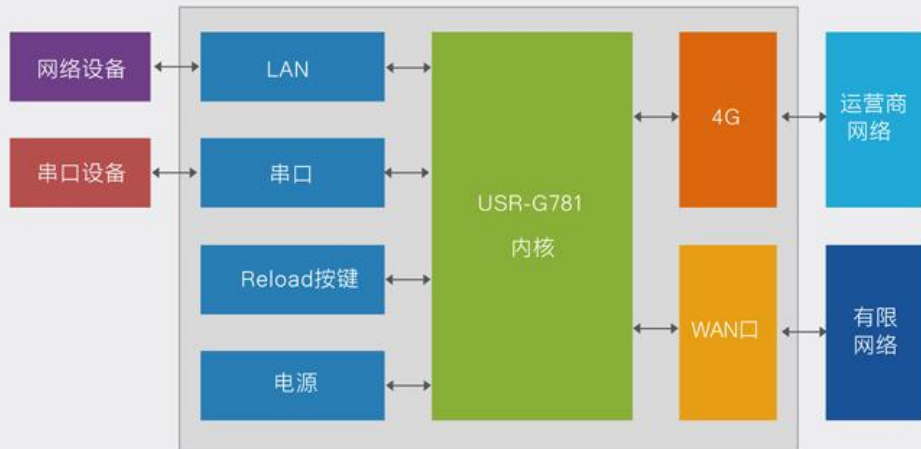 网络设备
LAN
4G
运营商
网络
串口设备
串口
USR-G781
内核
Reload按键
WAN口
有限
网络
电源